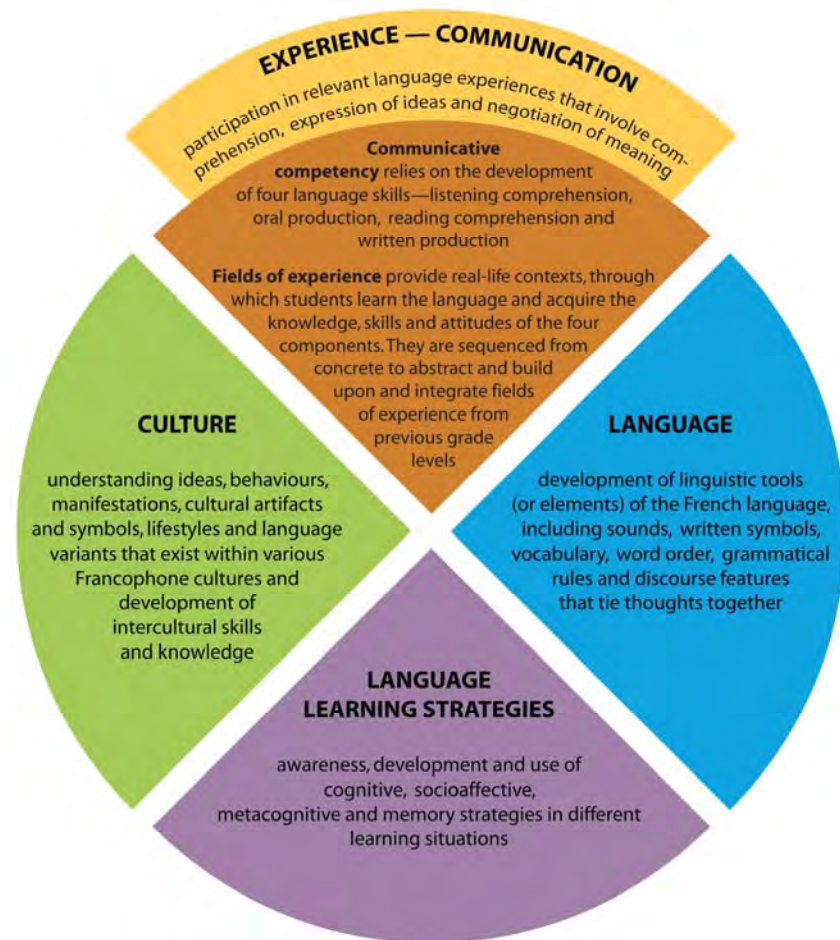 EXPERIENCE — COMMUNICATION
participation in relevant language experiences that involve com-
prehension, expression of ideas and negotiation of meaning
Communicative
competency relies on the development
of four language skills—listening comprehension,
oral production, reading comprehension and
written production
Fields of experience provide real-life contexts, through
which students learn the language and acquire the
knowledge, skills and attitudes of the four
components. They are sequenced from
concrete to abstract and build
upon and integrate fields
of experience from
previous grade
levels
CULTURE
understanding ideas, behaviours,
manifestations, cultural artifacts
and symbols, lifestyles and language
variants that exist within various
Francophone cultures and
development of
intercultural skills
and knowledge
LANGUAGE
development of linguistic tools
(or elements) of the French language,
including sounds, written symbols,
vocabulary, word order, grammatical
rules and discourse features
that tie thoughts together
LANGUAGE
LEARNING STRATEGIES
awareness, development and use of
cognitive, socioaffective,
metacognitive and memory strategies in different
learning situations